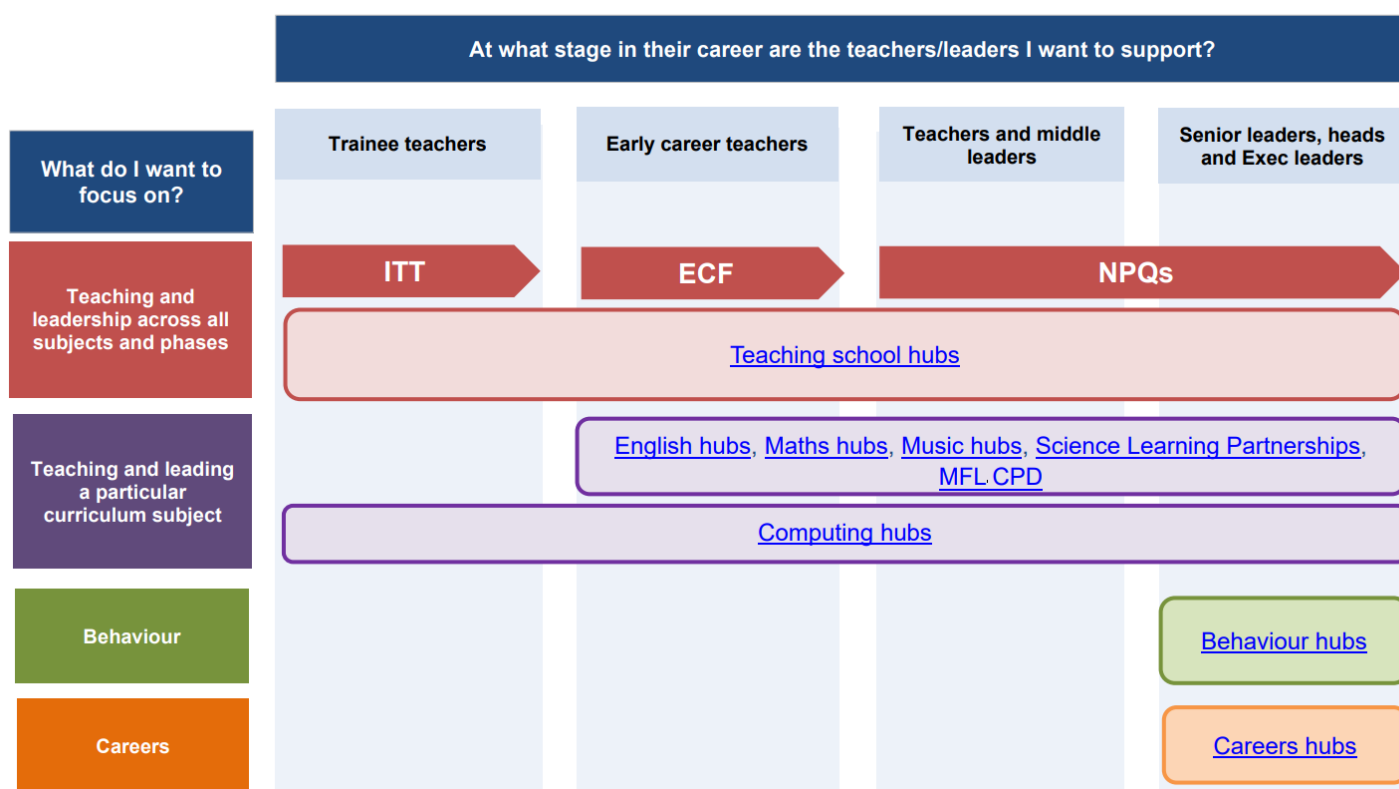 At what stage in their career are the teachers/leaders I want to support?
What do I want to
focus on?
Trainee teachers
Early career teachers
Teachers and middle
leaders
Senior leaders, heads
and Exec leaders
Teaching and
leadership across all
subjects and phases
ITT
ECF
NPQs
Teaching school hubs
Teaching and leading
a particular
curriculum subject
English hubs, Maths hubs, Music hubs, Science Learning Partnerships,
MFL CPD
Computing hubs
Behaviour
Behaviour hubs
Careers
Careers hubs